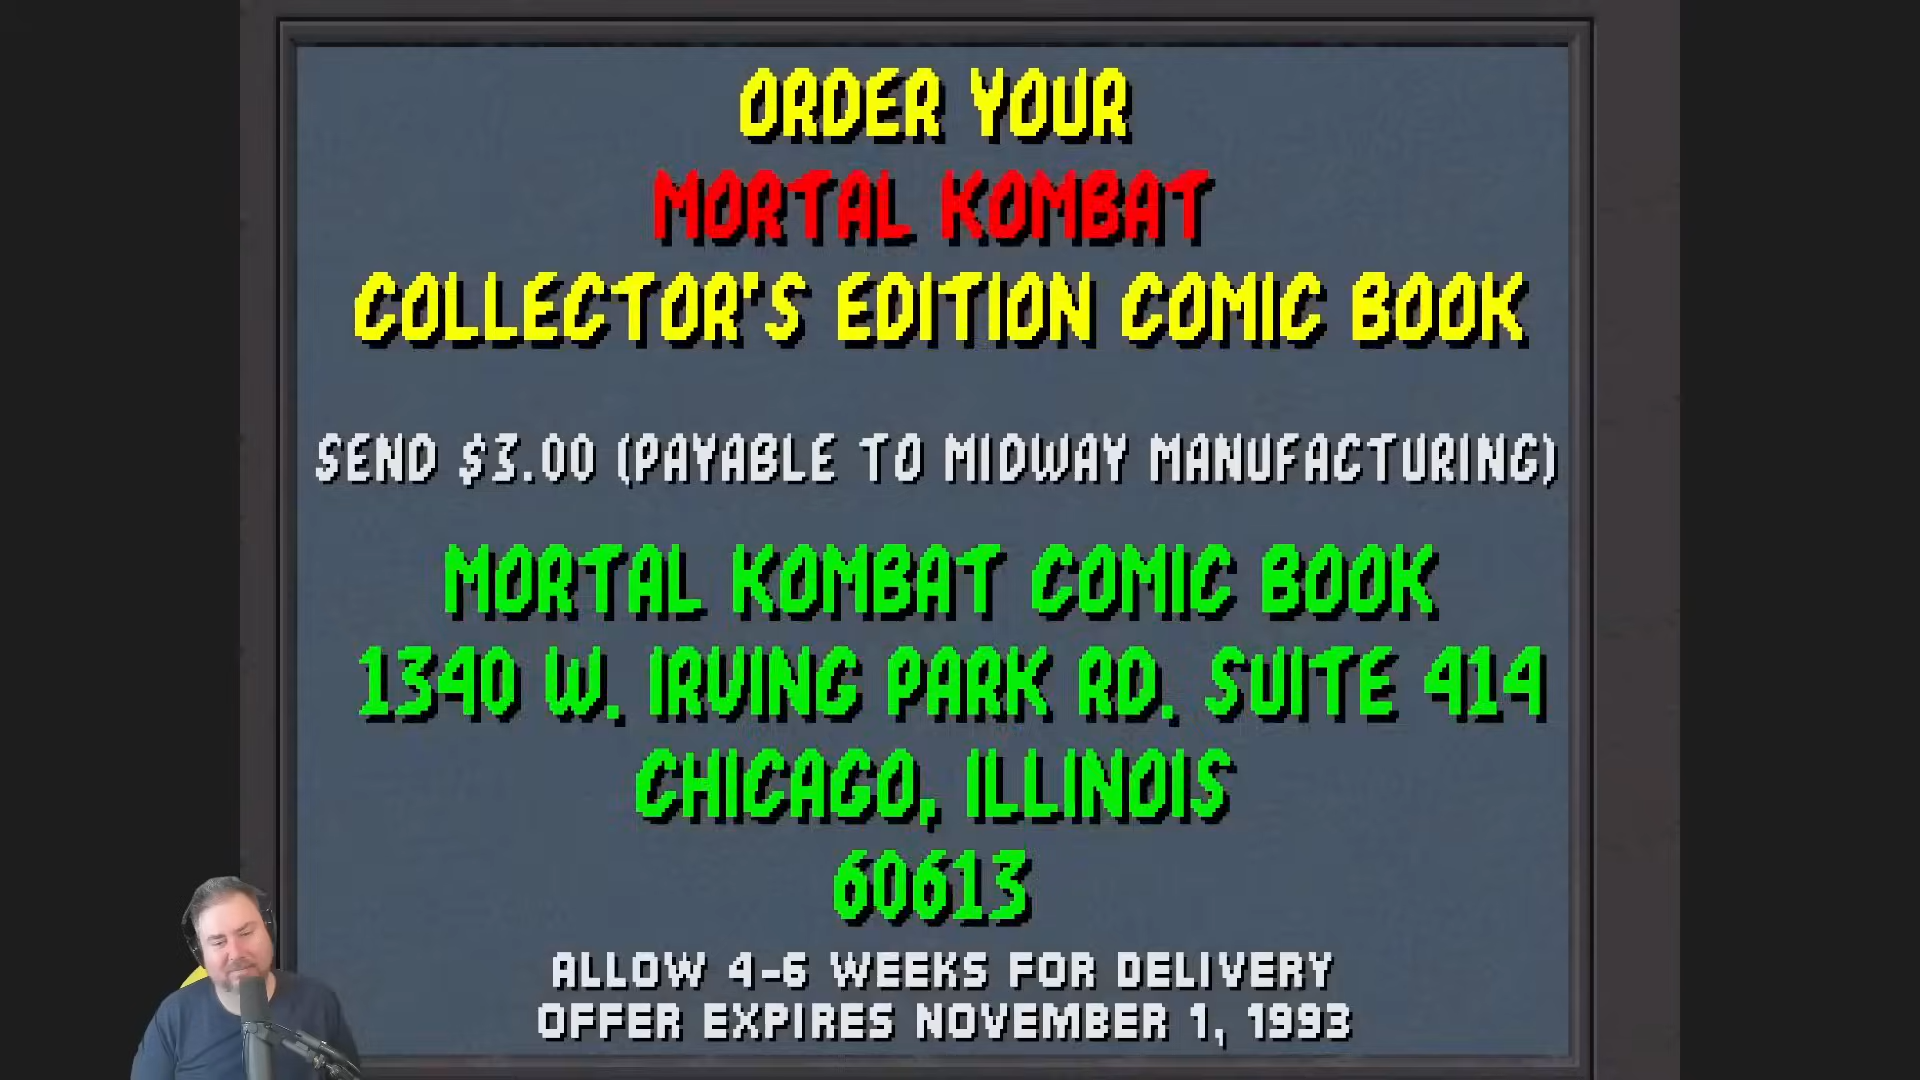 ORDER YOUR
MORTAL KOMBAT
COLLECTOR'S EDITION COMIC BOOK
SEND $3.00 (PAYABLE TO MIDWAY MANUFACTURING)
MORTAL KOMBAT COMIC BOOK
1340 W. IRVING PARK RD. SUITE 414
CHICAGO, ILLINOIS
60613
ALLOW 4-6 WEEKS FOR DELIVERY
OFFER EXPIRES NOVEMBER 1, 1993